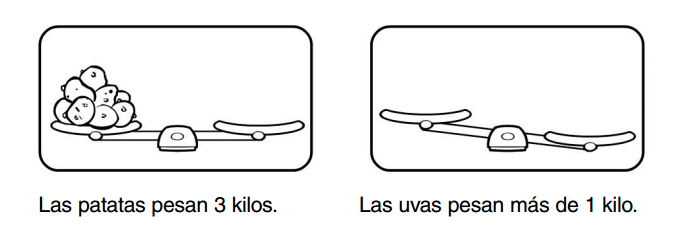 Las patatas pesan 3 kilos.
Las uvas pesan más de 1 kilo.